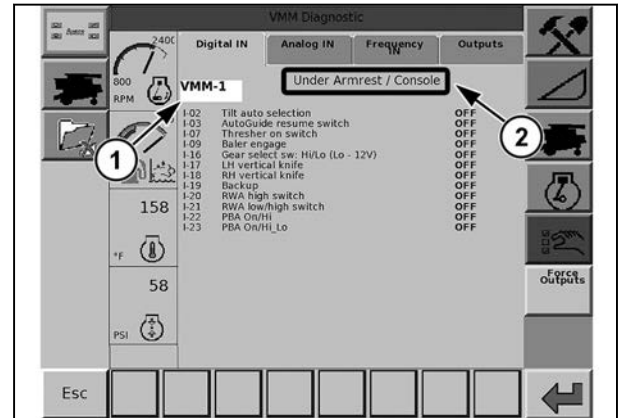 VMM Diagnostic
Digital IN
Analog IN
Frequency
IN
Outputs
2400
800
RPM
VMM-1
Under Armrest / Console
1
2
I-02 Tilt auto selection OFF
I-03 AutoGuide resume switch OFF
I-07 Thresher on switch OFF
I-09 Baler engage OFF
I-16 Gear select sw: Hi/Lo (Lo - 12V) OFF
I-17 LH vertical knife OFF
I-18 RH vertical knife OFF
I-19 Backup OFF
I-20 RWA high switch OFF
I-21 RWA low/high switch OFF
I-22 PBA On/Hi OFF
I-23 PBA On/Hi_Lo OFF
158
°F
58
PSI
Force
Outputs
Esc